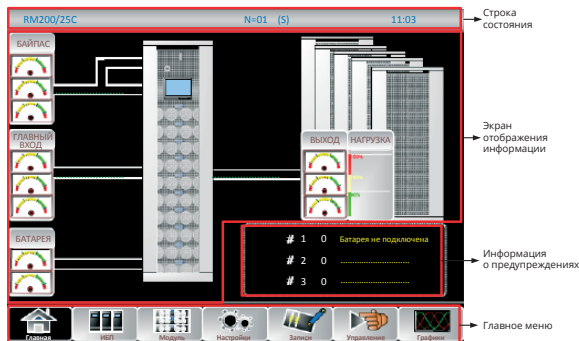 RM200/25C N=01 (S) 11:03
Строка
состояния
БАЙПАС
ГЛАВНЫЙ
ВХОД
БАТАРЕЯ
ВЫХОД НАГРУЗКА
Экран
отображения
информации
# 1 0 Батарея не подключена
# 2 0 ................................
# 3 0 ................................
Информация
о предупреждениях
Главная ИБП Модуль Настройки Записи Управление Графики
Главное меню